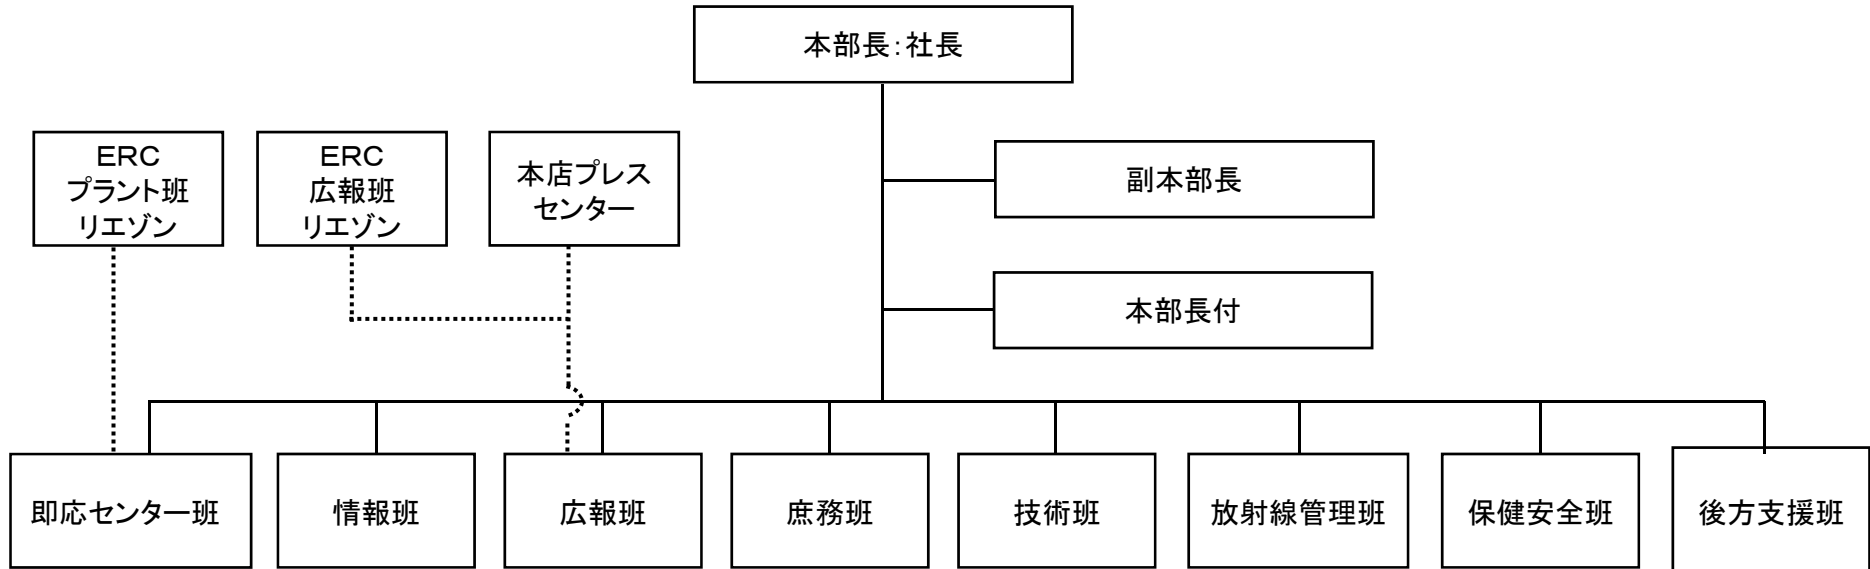 本部長：社長
ERC
プラント班
リエゾン
ERC
広報班
リエゾン
本店プレス
センター
副本部長
本部長付
即応センター班
情報班
広報班
庶務班
技術班
放射線管理班
保健安全班
後方支援班